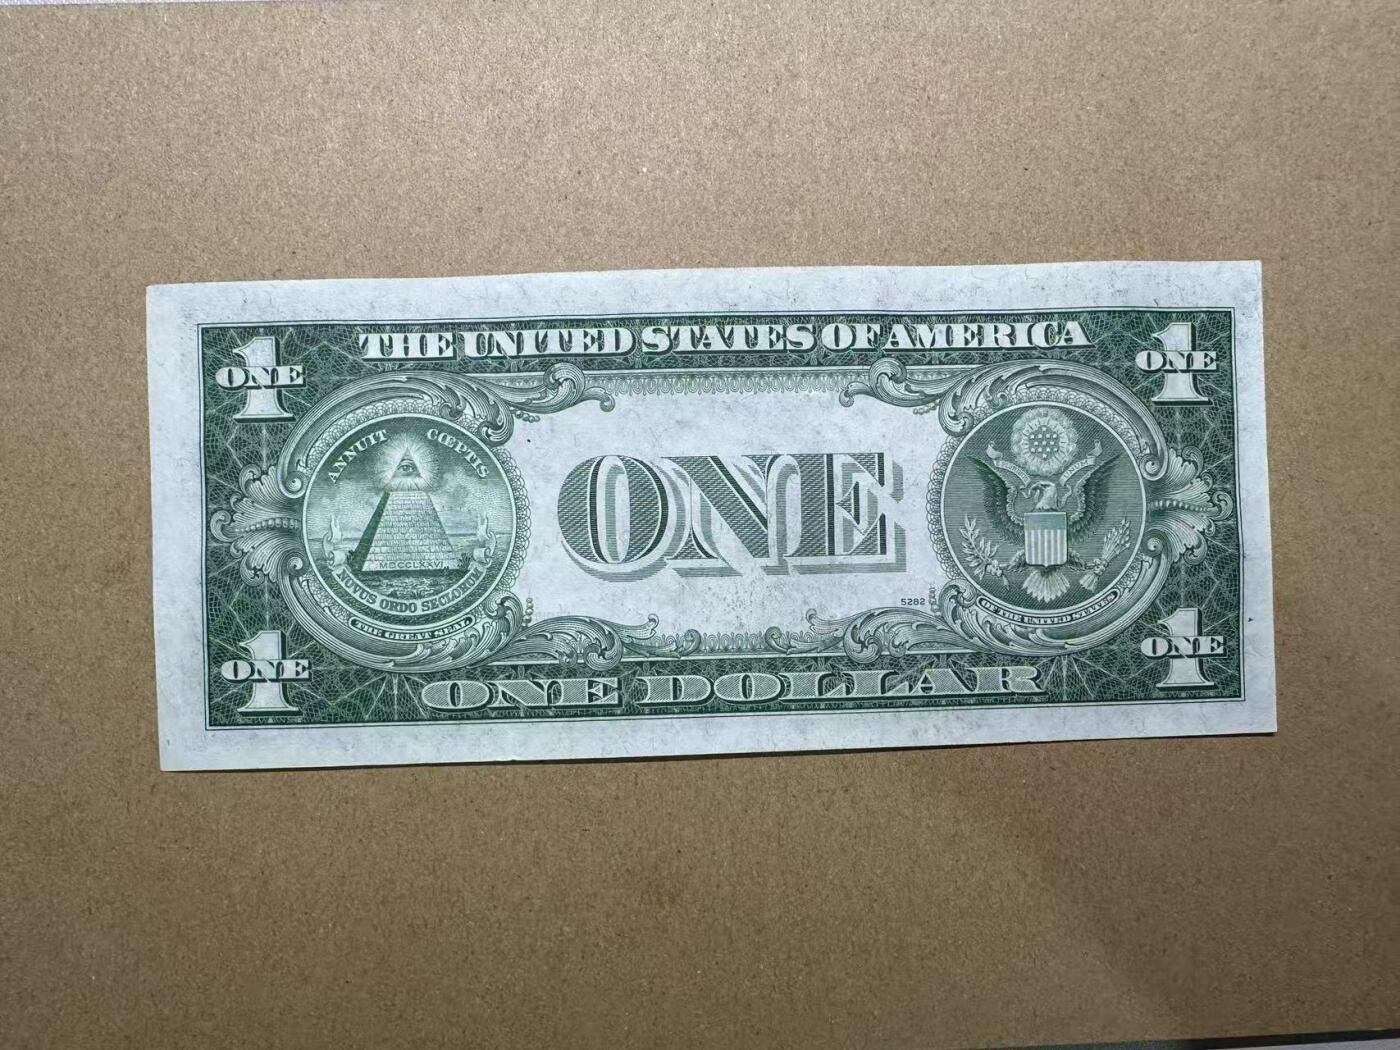 THE UNITED STATES OF AMERICA
1
ONE
1
ONE
ANNUIT CŒPTIS
MDCCLXXVI
NOVUS ORDO SECLORUM
THE GREAT SEAL
ONE
5282
OF THE UNITED STATES
1
ONE
1
ONE
ONE DOLLAR